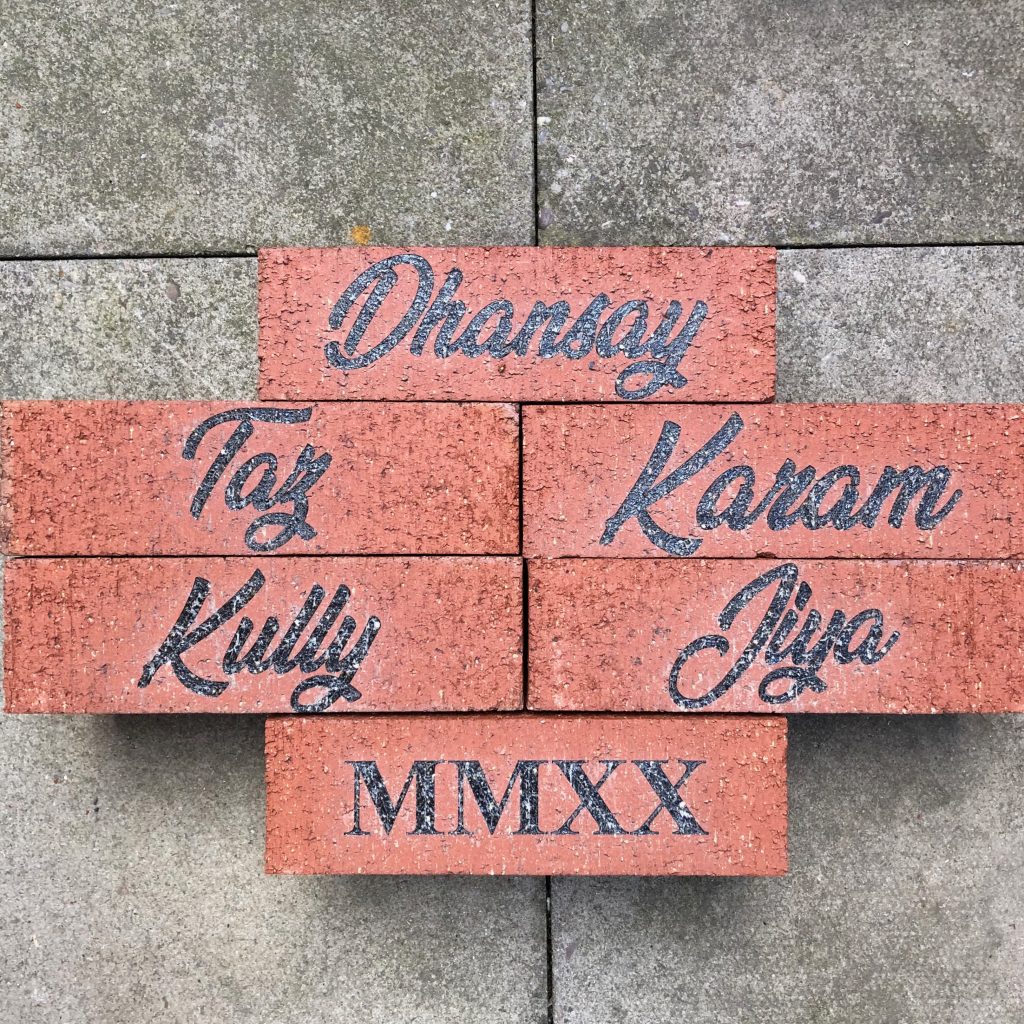 Dhansay
Taz
Karam
Kully
Jiya
MMXX